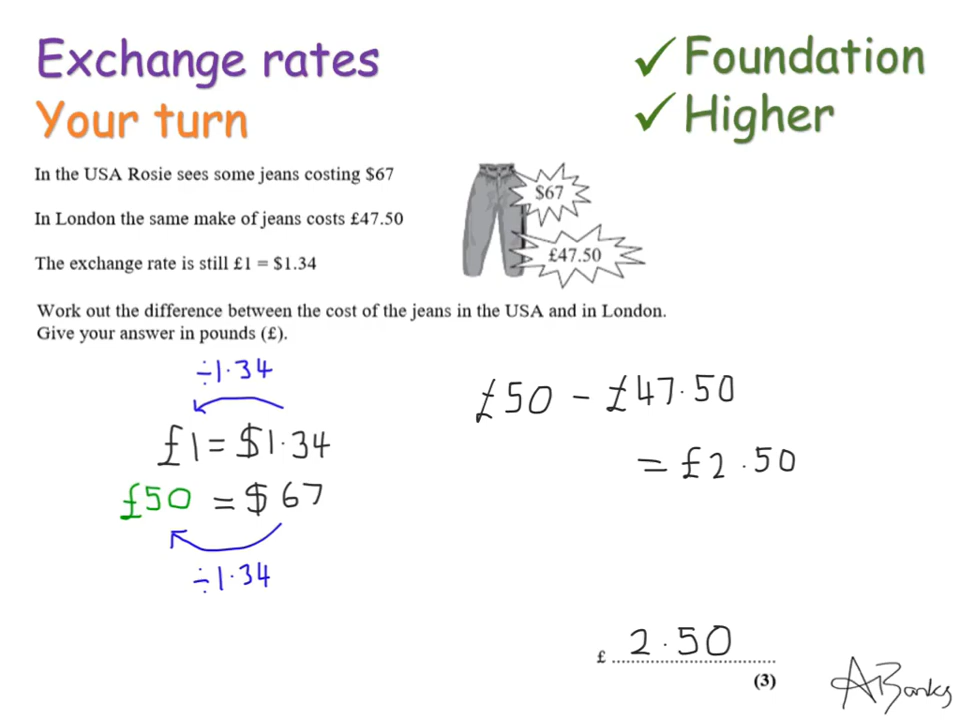 Exchange rates
Your turn
✓ Foundation
✓ Higher
In the USA Rosie sees some jeans costing $67
In London the same make of jeans costs £47.50
The exchange rate is still £1 = $1.34
$67
£47.50
Work out the difference between the cost of the jeans in the USA and in London.
Give your answer in pounds (£).
÷1.34
£1 = $1.34
£50 = $67
÷1.34
£50 - £47.50
= £2.50
£ 2.50
(3)
ABanks